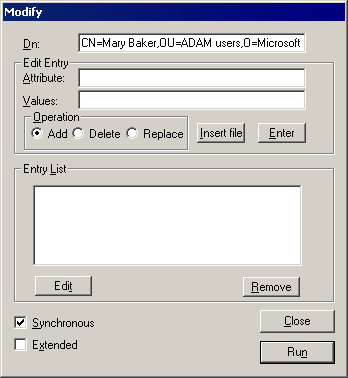 Modify
Dn: CN=Mary Baker,OU=ADAM users,O=Microsoft
Edit Entry
Attribute:
Values:
Operation
Add Delete Replace Insert file Enter
Entry List
Edit Remove
Synchronous Close
Extended Run